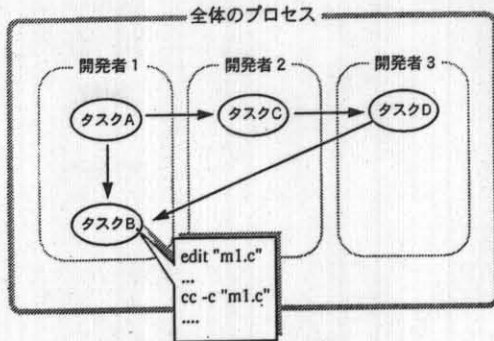 全体のプロセス
開発者 1
開発者 2
開発者 3
タスクA
タスクC
タスクD
タスクB
edit "m1.c"
...
cc -c "m1.c"
....